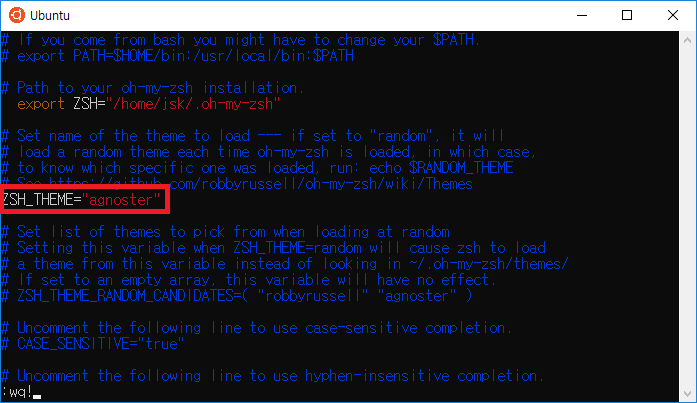 Ubuntu
# If you come from bash you might have to change your $PATH.
# export PATH=$HOME/bin:/usr/local/bin:$PATH
# Path to your oh-my-zsh installation.
export ZSH="/home/jsk/.oh-my-zsh"
# Set name of the theme to load --- if set to "random", it will
# load a random theme each time oh-my-zsh is loaded, in which case,
# to know which specific one was loaded, run: echo $RANDOM_THEME
# See https://github.com/robbyrussell/oh-my-zsh/wiki/Themes
ZSH_THEME="agnoster"
# Set list of themes to pick from when loading at random
# Setting this variable when ZSH_THEME=random will cause zsh to load
# a theme from this variable instead of looking in ~/.oh-my-zsh/themes/
# If set to an empty array, this variable will have no effect.
# ZSH_THEME_RANDOM_CANDIDATES=( "robbyrussell" "agnoster" )
# Uncomment the following line to use case-sensitive completion.
# CASE_SENSITIVE="true"
# Uncomment the following line to use hyphen-insensitive completion.
:wq!